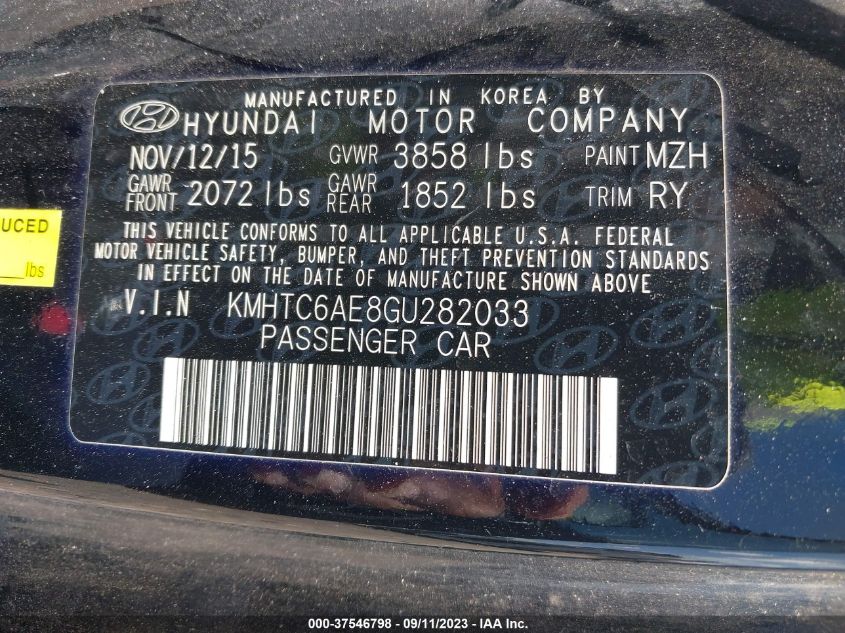 MANUFACTURED IN KOREA BY
HYUNDAI MOTOR COMPANY
NOV/12/15 GVWR 3858 lbs PAINT MZH
GAWR FRONT 2072 lbs GAWR REAR 1852 lbs TRIM RY
THIS VEHICLE CONFORMS TO ALL APPLICABLE U.S.A. FEDERAL
MOTOR VEHICLE SAFETY, BUMPER, AND THEFT PREVENTION STANDARDS
IN EFFECT ON THE DATE OF MANUFACTURE SHOWN ABOVE
V.I.N KMHTC6AE8GU282033
PASSENGER CAR
UCED
lbs
000-37546798 - 09/11/2023 - IAA Inc.